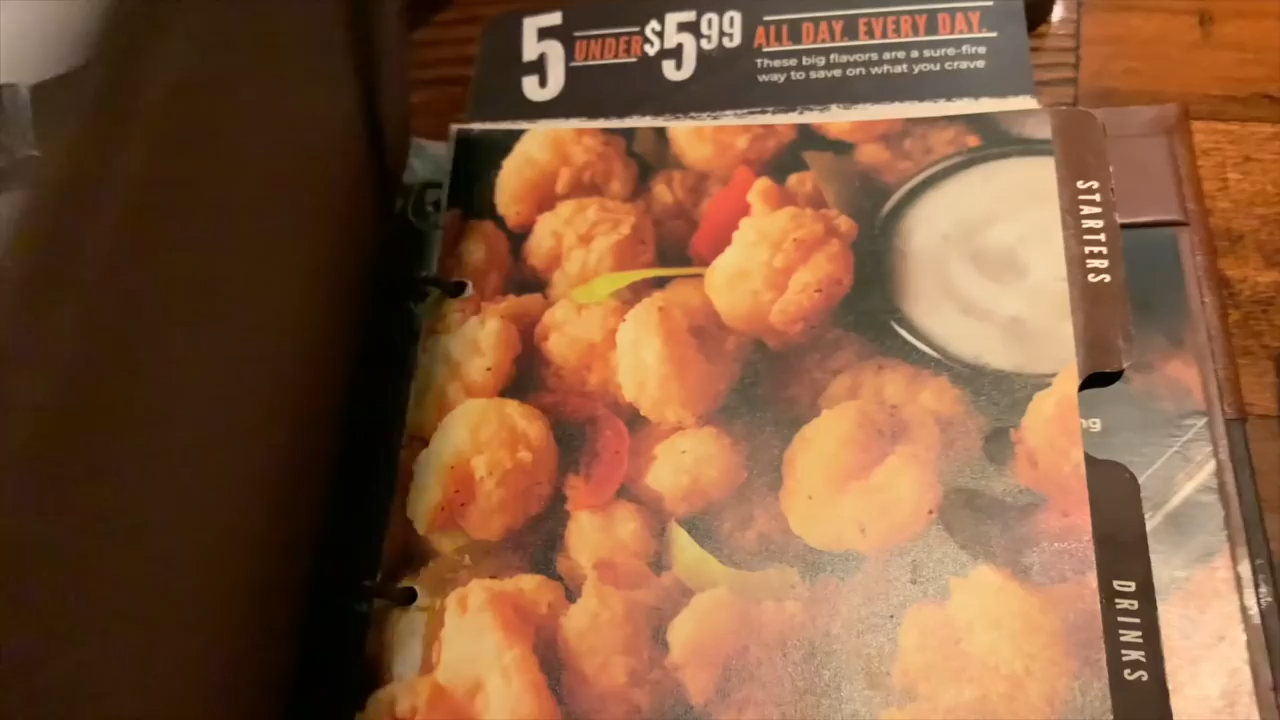 5 UNDER $5.99 ALL DAY. EVERY DAY.
These big flavors are a sure-fire
way to save on what you crave
STARTERS
ng
DRINKS